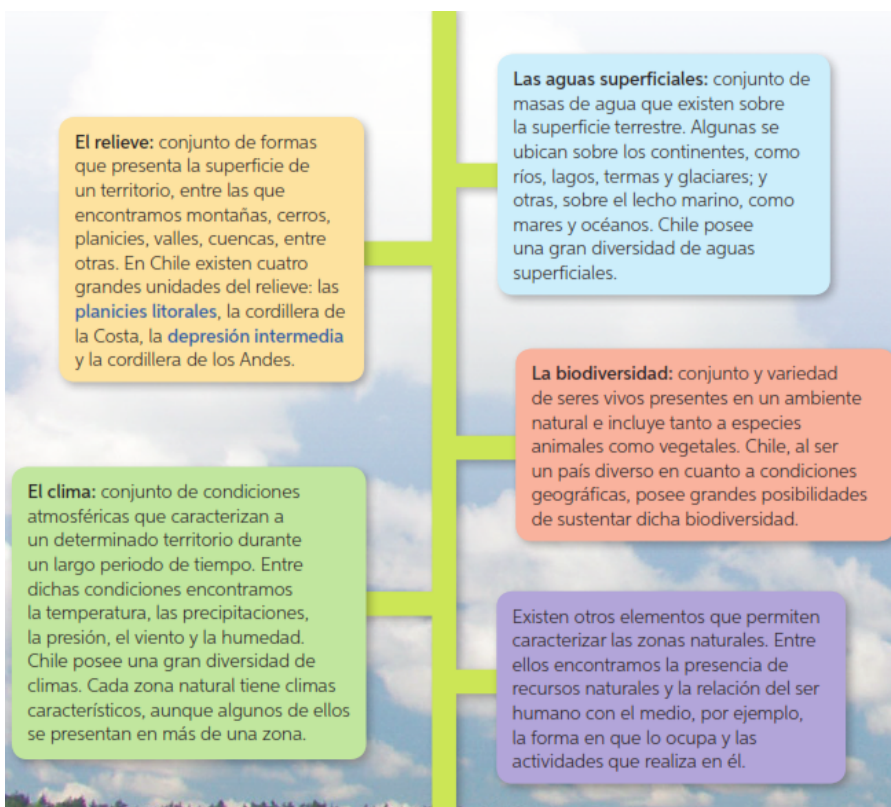 Las aguas superficiales: conjunto de
masas de agua que existen sobre
la superficie terrestre. Algunas se
ubican sobre los continentes, como
ríos, lagos, termas y glaciares; y
otras, sobre el lecho marino, como
mares y océanos. Chile posee
una gran diversidad de aguas
superficiales.
El relieve: conjunto de formas
que presenta la superficie de
un territorio, entre las que
encontramos montañas, cerros,
planicies, valles, cuencas, entre
otras. En Chile existen cuatro
grandes unidades del relieve: las
planicies litorales, la cordillera de
la Costa, la depresión intermedia
y la cordillera de los Andes.
La biodiversidad: conjunto y variedad
de seres vivos presentes en un ambiente
natural e incluye tanto a especies
animales como vegetales. Chile, al ser
un país diverso en cuanto a condiciones
geográficas, posee grandes posibilidades
de sustentar dicha biodiversidad.
El clima: conjunto de condiciones
atmosféricas que caracterizan a
un determinado territorio durante
un largo periodo de tiempo. Entre
dichas condiciones encontramos
la temperatura, las precipitaciones,
la presión, el viento y la humedad.
Chile posee una gran diversidad de
climas. Cada zona natural tiene climas
característicos, aunque algunos de ellos
se presentan en más de una zona.
Existen otros elementos que permiten
caracterizar las zonas naturales. Entre
ellos encontramos la presencia de
recursos naturales y la relación del ser
humano con el medio, por ejemplo,
la forma en que lo ocupa y las
actividades que realiza en él.